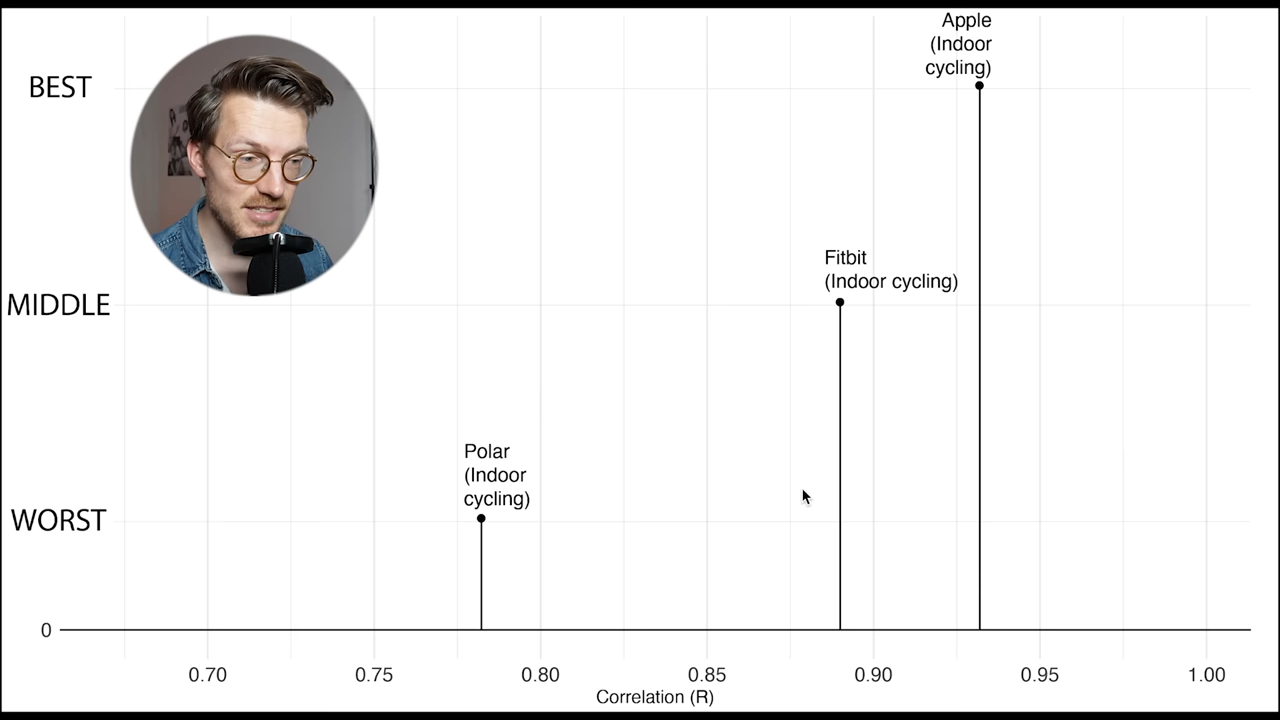 Apple
(Indoor
cycling)
BEST
Fitbit
(Indoor cycling)
MIDDLE
Polar
(Indoor
cycling)
WORST
0
0.70 0.75 0.80 0.85 0.90 0.95 1.00
Correlation (R)